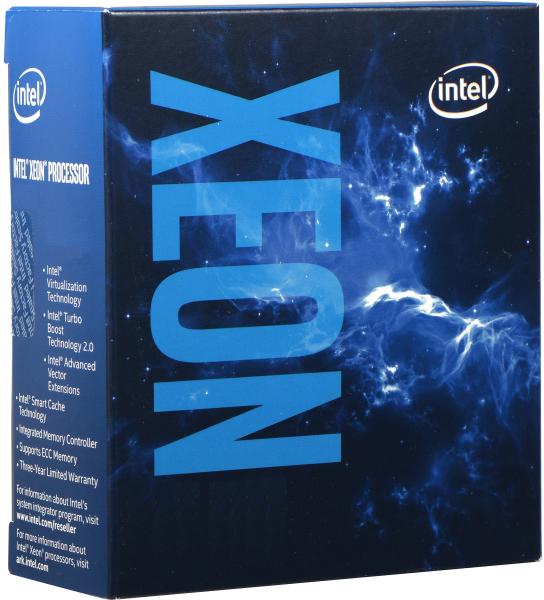 intel®
INTEL® XEON® PROCESSOR
• Intel®
Virtualization
Technology
• Intel® Turbo
Boost
Technology 2.0
• Intel® Advanced
Vector
Extensions
• Intel® Smart Cache
Technology
• Integrated Memory Controller
• Supports ECC Memory
• Three-Year Limited Warranty
For information about Intel's
system integrator program, visit
www.intel.com/reseller
For more information about
Intel® Xeon® processors, visit
ark.intel.com
intel®
XEON